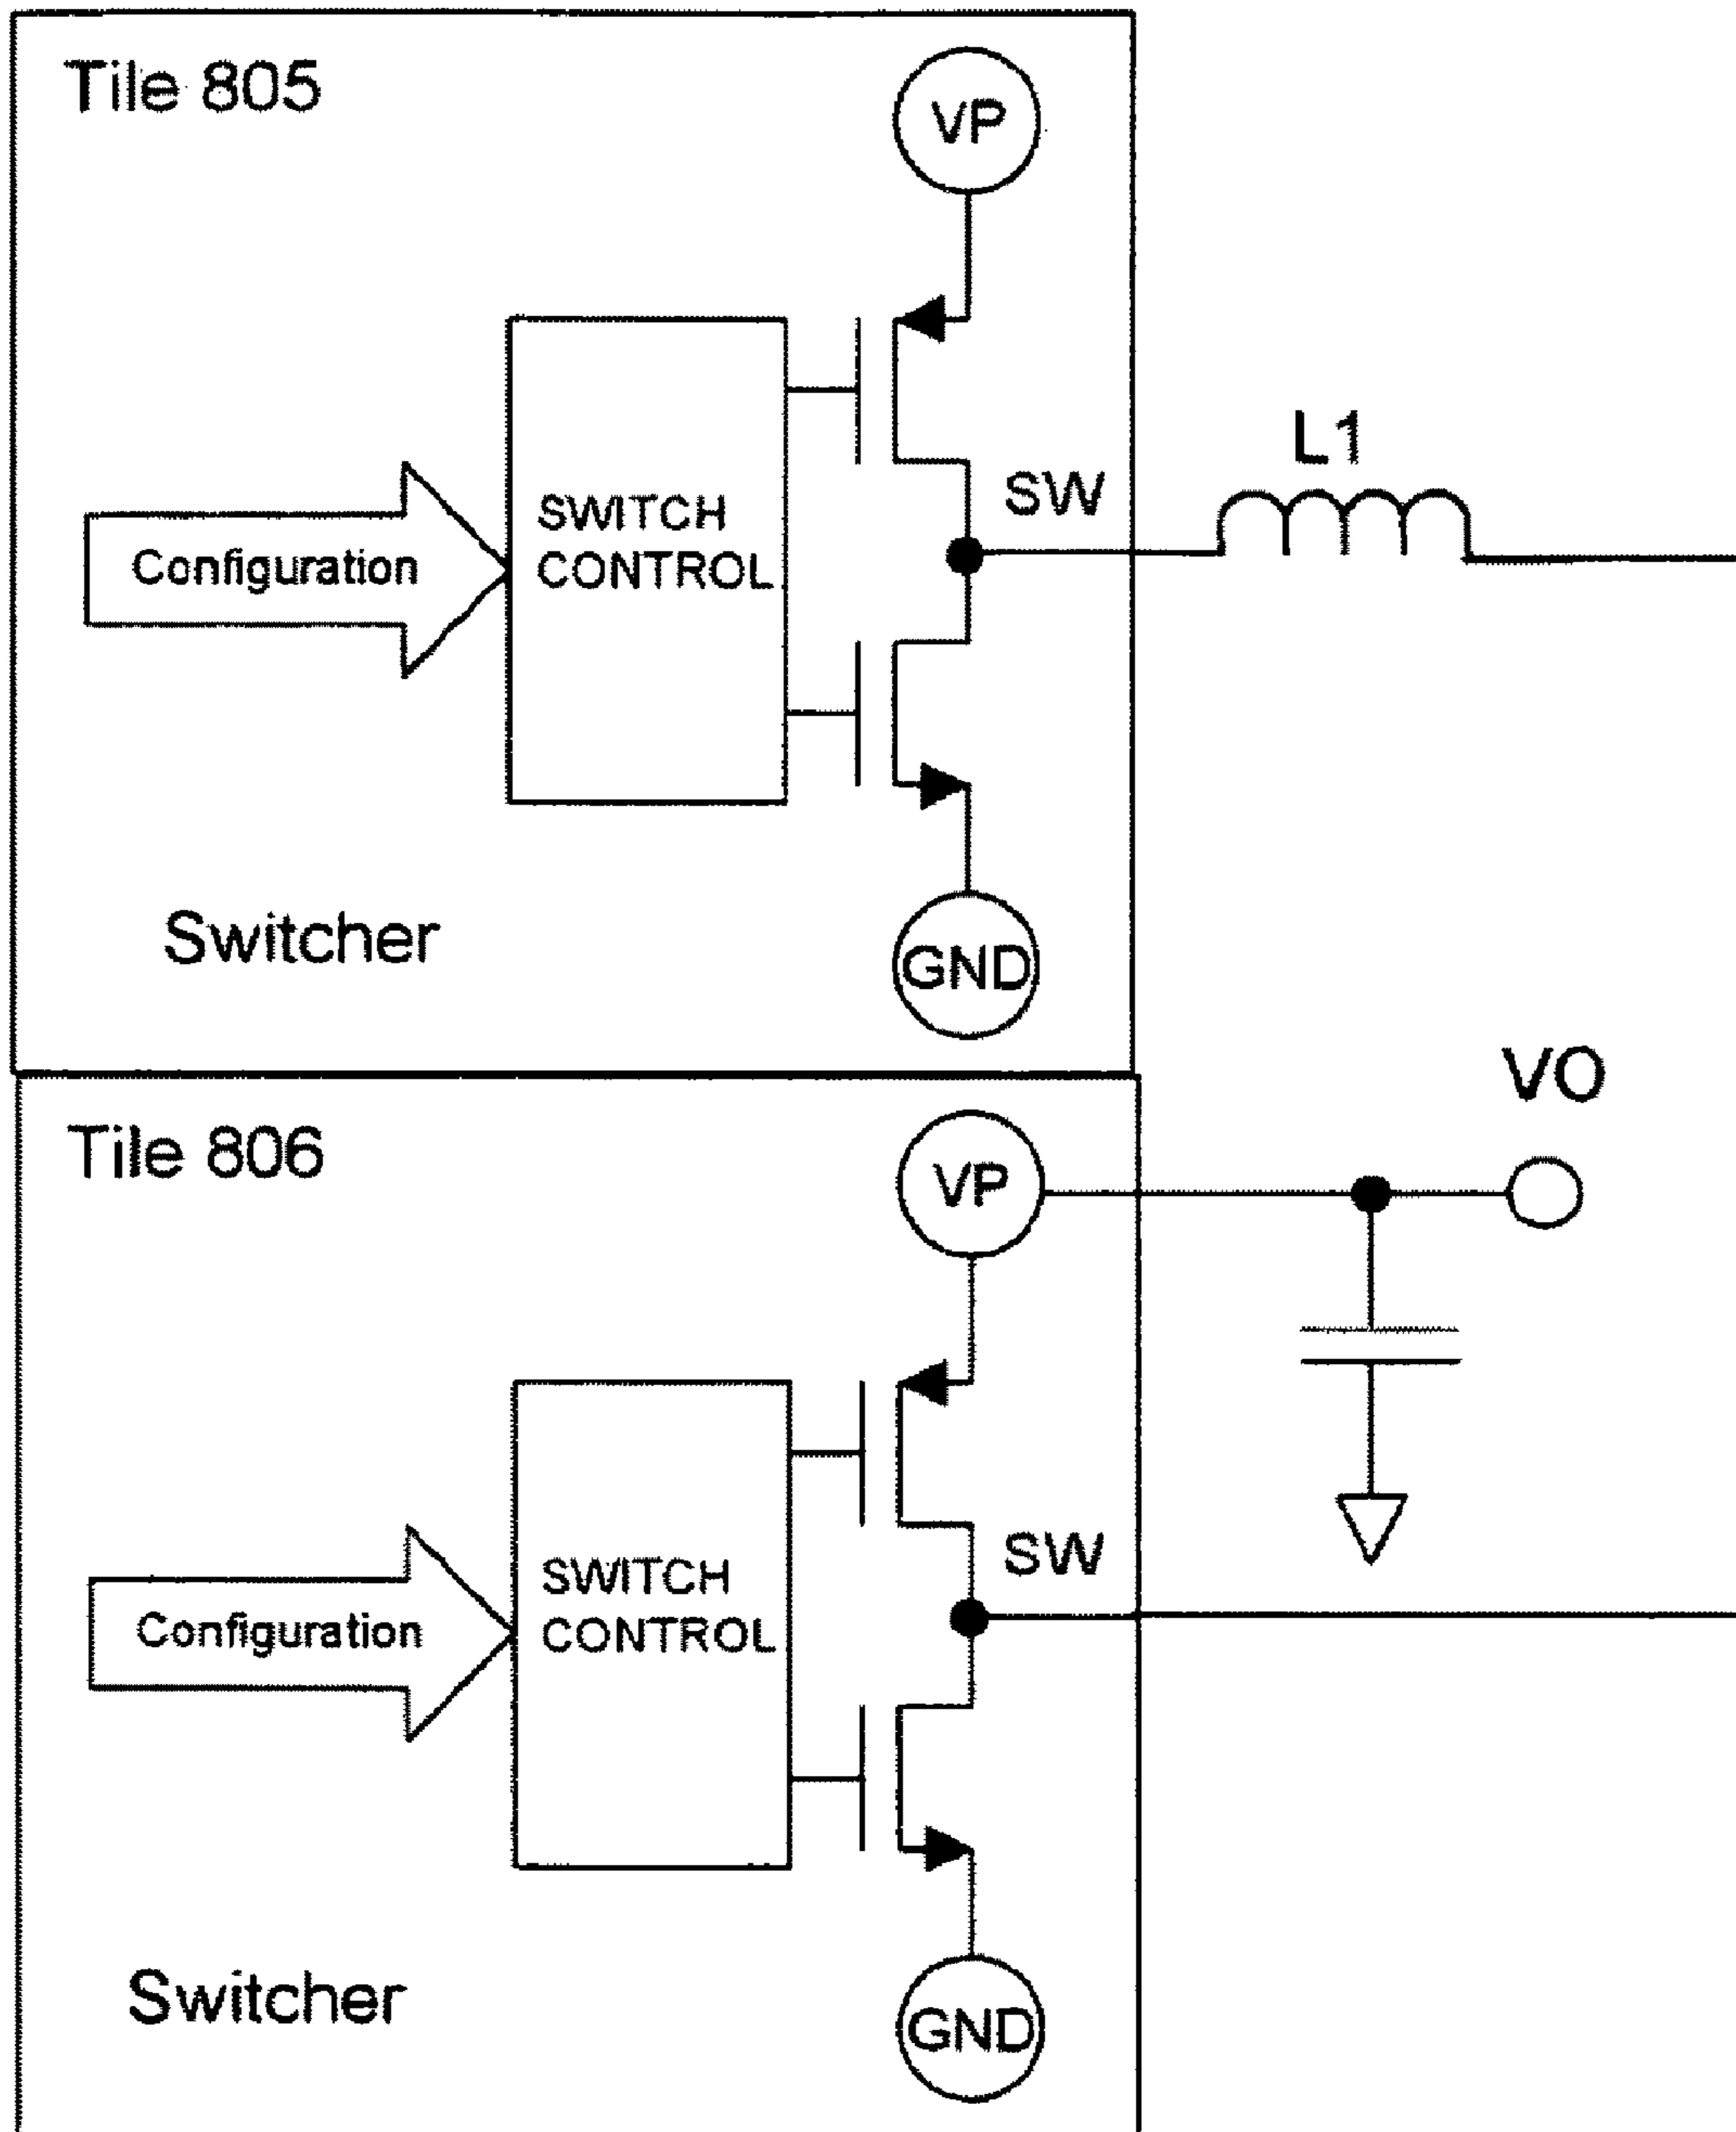 Tile 805
VP
L1
SW
SWITCH
CONTROL
Configuration
Switcher
GND
VO
Tile 806
VP
SW
SWITCH
CONTROL
Configuration
Switcher
GND